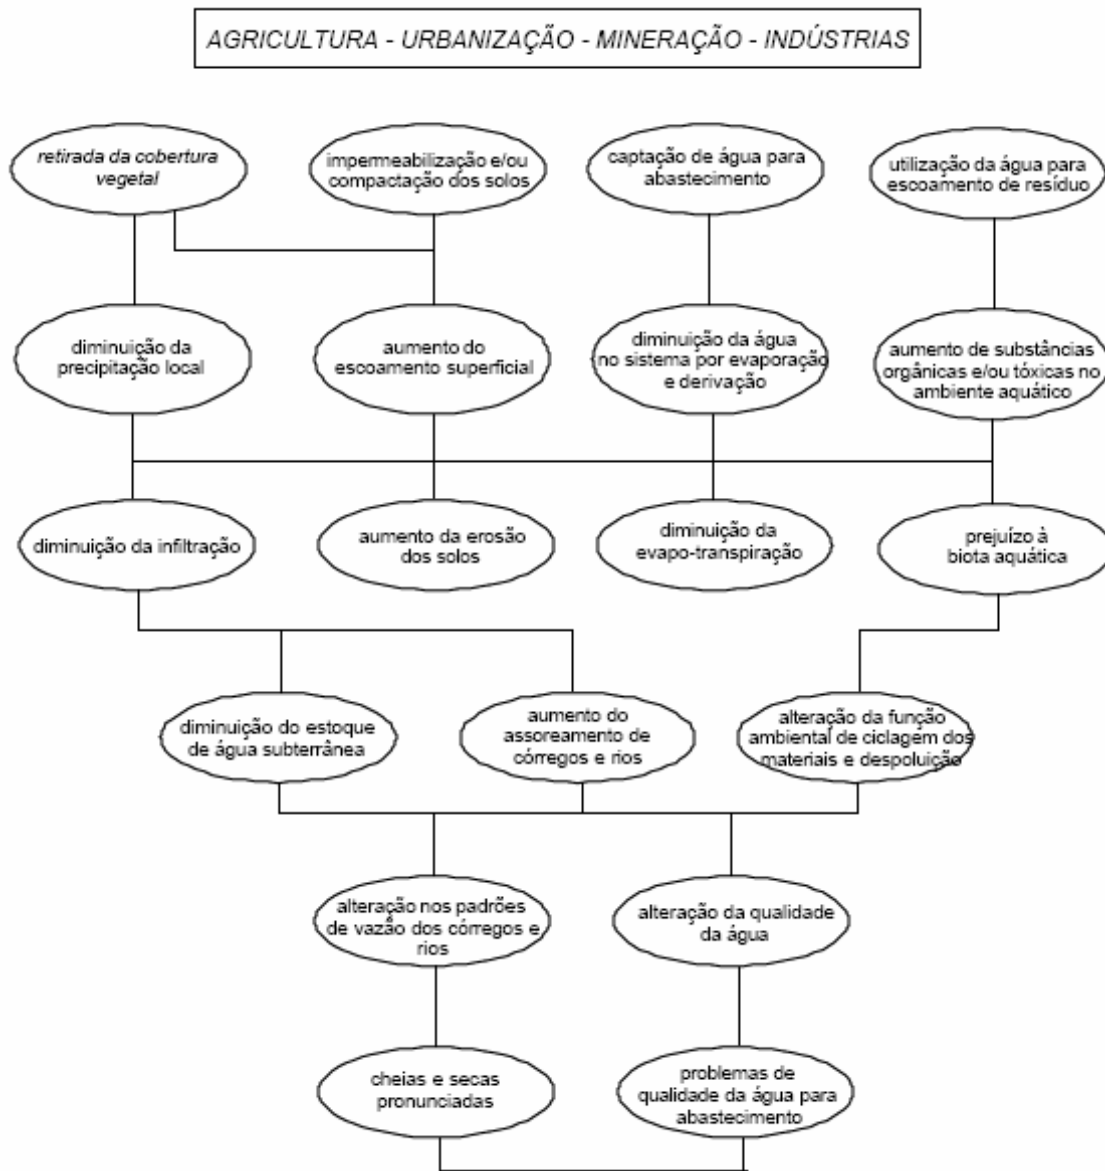 AGRICULTURA - URBANIZAÇÃO - MINERAÇÃO - INDÚSTRIAS
retirada da cobertura
vegetal
impermeabilização e/ou
compactação dos solos
captação de água para
abastecimento
utilização da água para
escoamento de resíduo
diminuição da
precipitação local
aumento do
escoamento superficial
diminuição da água
no sistema por evaporação
e derivação
aumento de substâncias
orgânicas e/ou tóxicas no
ambiente aquático
diminuição da infiltração
aumento da erosão
dos solos
diminuição da
evapo-transpiração
prejuízo à
biota aquática
diminuição do estoque
de água subterrânea
aumento do
assoreamento de
córregos e rios
alteração da função
ambiental de ciclagem dos
materiais e despoluição
alteração nos padrões
de vazão dos córregos e
rios
alteração da qualidade
da água
cheias e secas
pronunciadas
problemas de
qualidade da água para
abastecimento